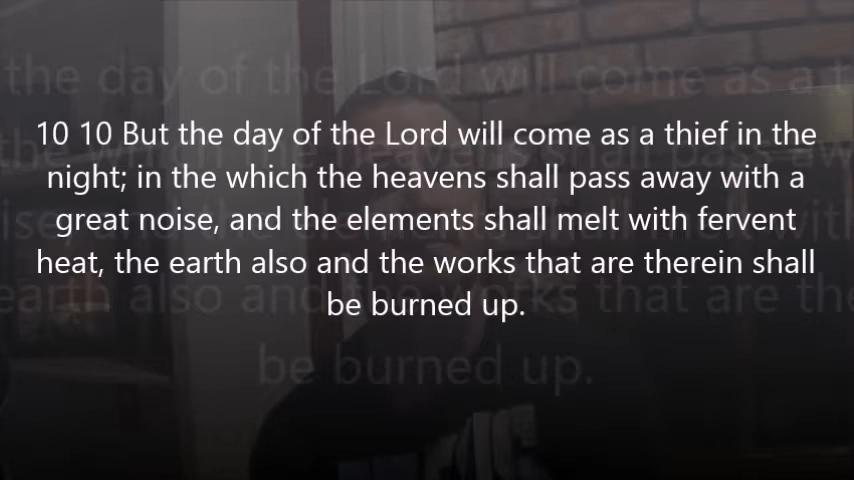 10 10 But the day of the Lord will come as a thief in the
night; in the which the heavens shall pass away with a
great noise, and the elements shall melt with fervent
heat, the earth also and the works that are therein shall
be burned up.